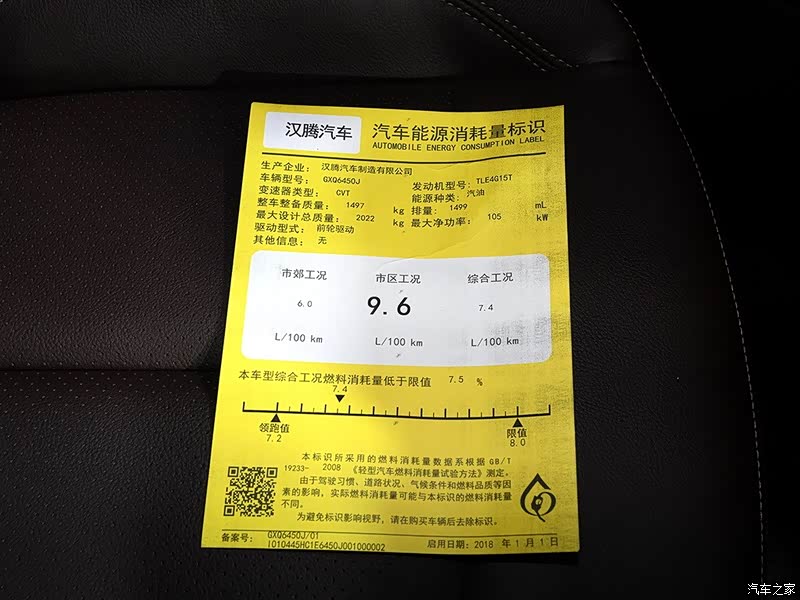 汉腾汽车
汽车能源消耗量标识
AUTOMOBILE ENERGY CONSUMPTION LABEL
生产企业: 汉腾汽车制造有限公司
车辆型号: GXQ6450J 发动机型号: TLE4G15T
变速器类型: CVT 能源种类: 汽油
整车整备质量: 1497 kg 排量: 1499 mL
最大设计总质量: 2022 kg 最大净功率: 105 kW
驱动型式: 前轮驱动
其他信息: 无
市郊工况 市区工况 综合工况
6.0 9.6 7.4
L/100 km L/100 km L/100 km
本车型综合工况燃料消耗量低于限值 7.5 %
7.4
领跑值 限值
7.2 8.0
本标识所采用的燃料消耗量数据系根据GB/T
19233- 2008 《轻型汽车燃料消耗量试验方法》测定。
由于驾驶习惯、道路状况、气候条件和燃料品质等因
素的影响, 实际燃料消耗量可能与本标识的燃料消耗量
不同。
为避免标识影响视野, 请在购买车辆后去除标识。
备案号: GXQ6450J/01
I010445HC1E6450J001000002 启用日期: 2018 年 1 月 1 日
汽车之家